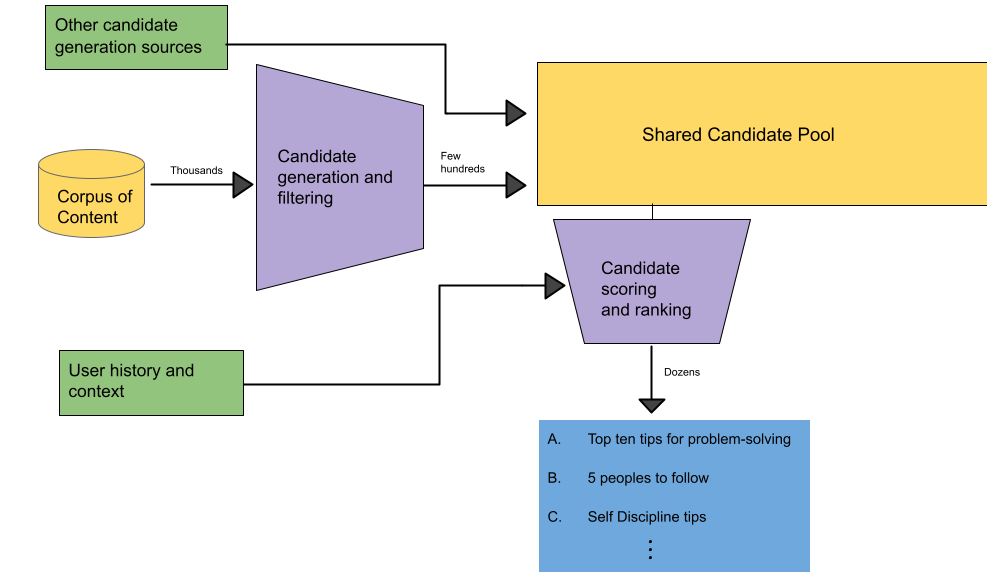 Other candidate
generation sources
Candidate
generation and
filtering
Thousands
Few
hundreds
Shared Candidate Pool
Corpus of
Content
Candidate
scoring
and ranking
User history and
context
Dozens
A. Top ten tips for problem-solving
B. 5 peoples to follow
C. Self Discipline tips